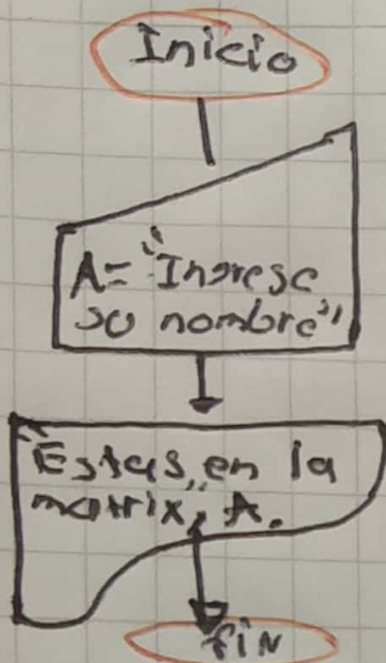 Inicio
A= "Ingrese
su nombre"
"Estas en la
matrix", A.
fin